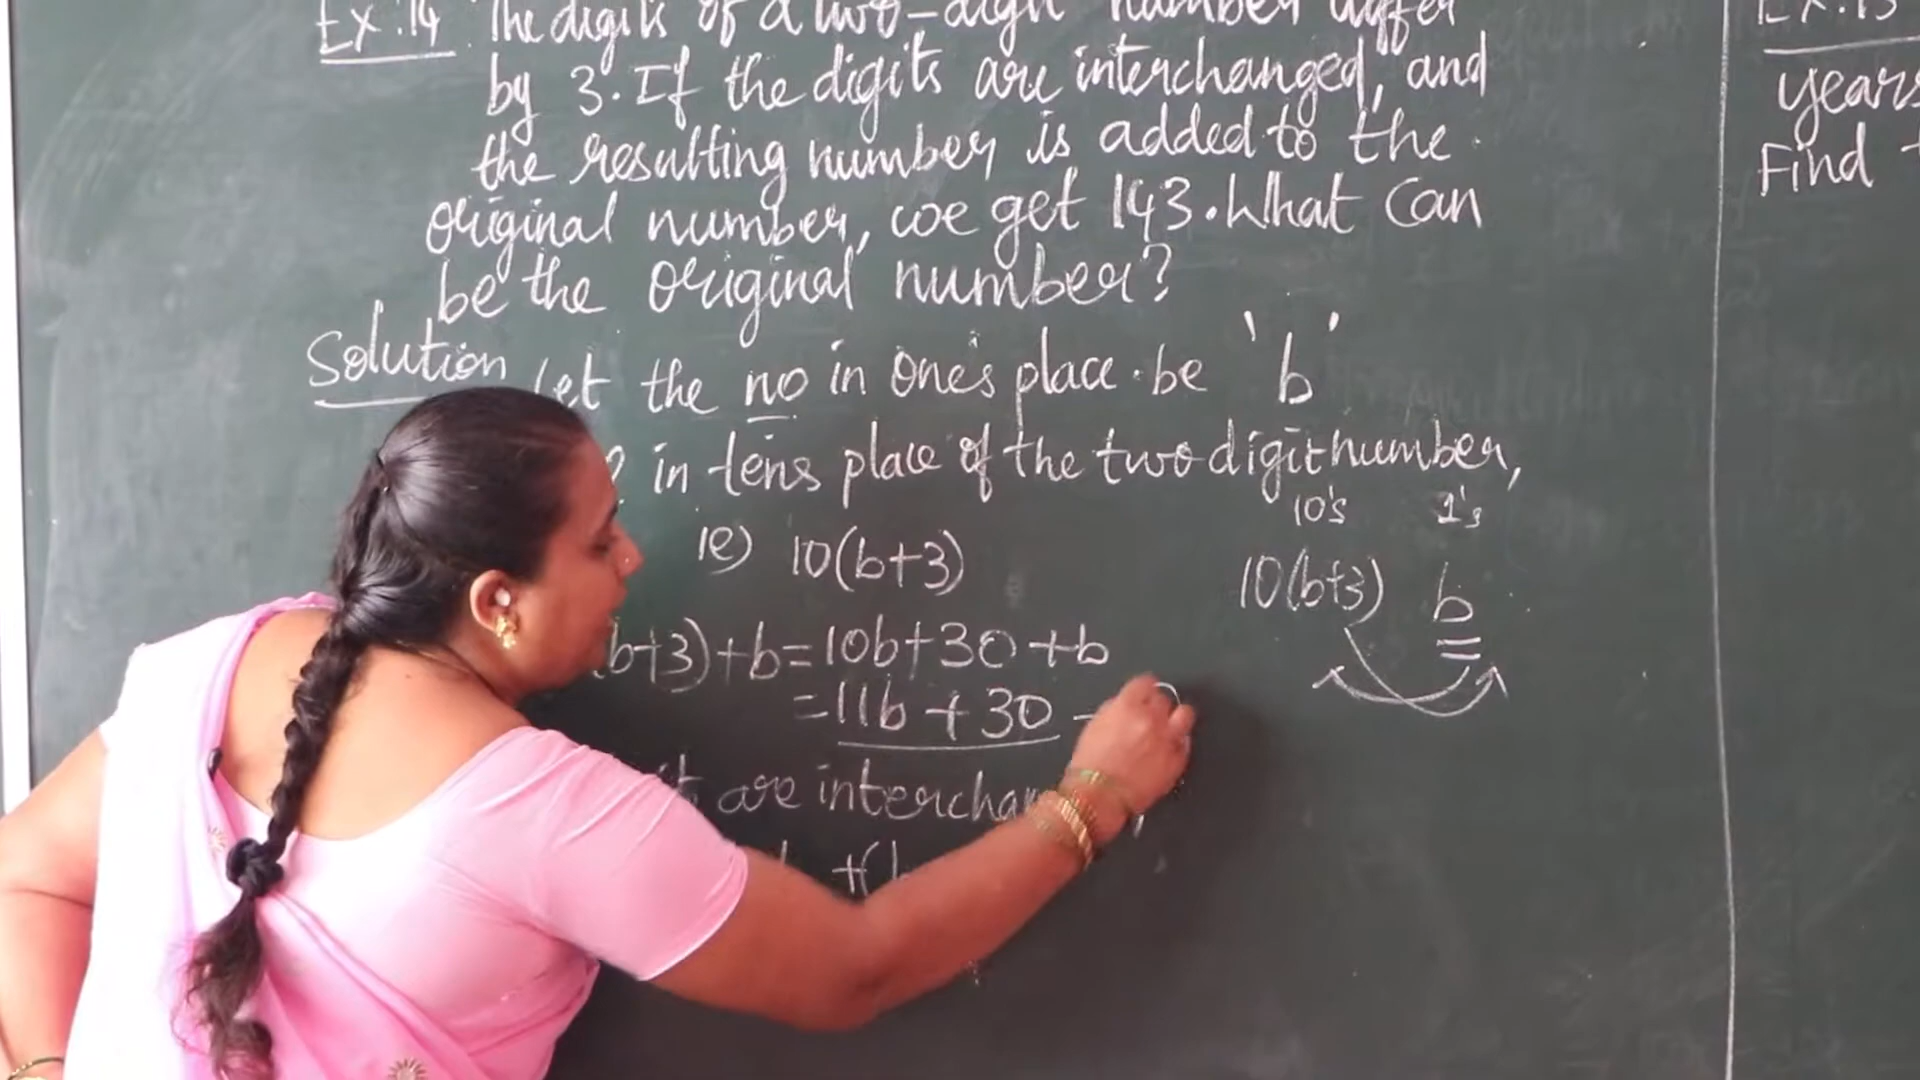 Ex.14. The digits of a two-digit number differ
by 3. If the digits are interchanged, and
the resulting number is added to the
original number, we get 143. What can
be the original number?
Solution Let the no in one's place be 'b'
in tens place of the two digit number,
10's 1's
ie) 10(b+3)
10(b+3) b
b+3)+b=10b+30+b
=11b+30
are interchan
+(b
Ex.15
years
Find